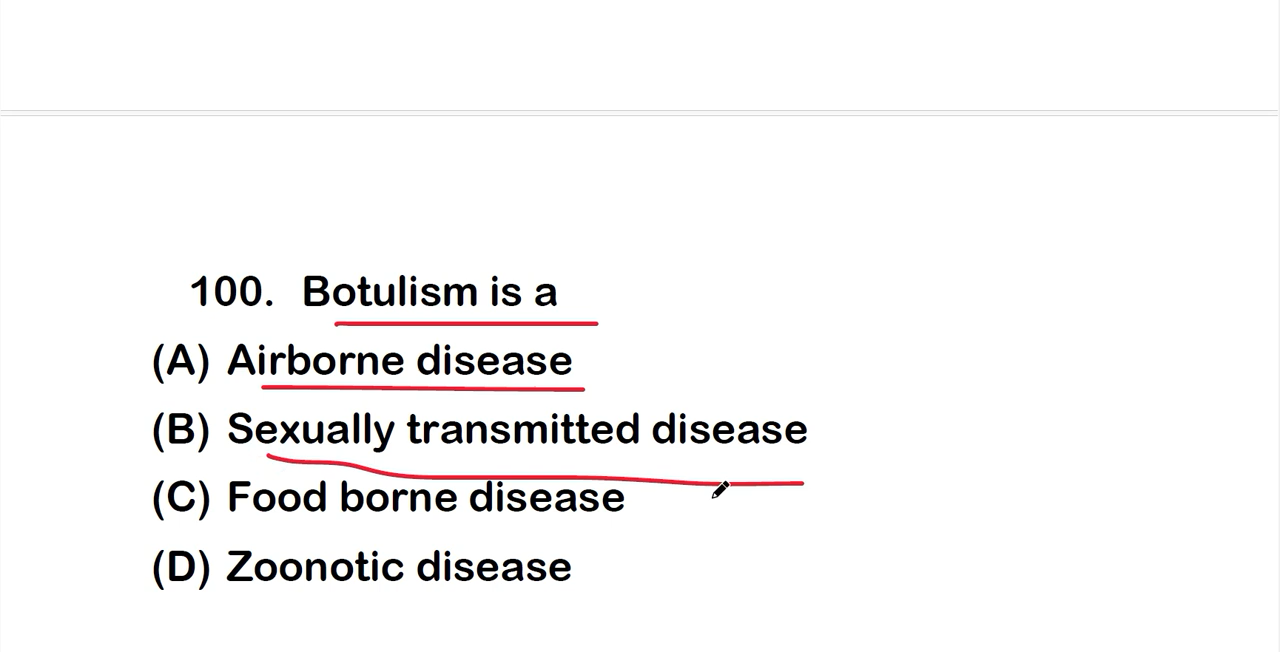 100. Botulism is a
(A) Airborne disease
(B) Sexually transmitted disease
(C) Food borne disease
(D) Zoonotic disease